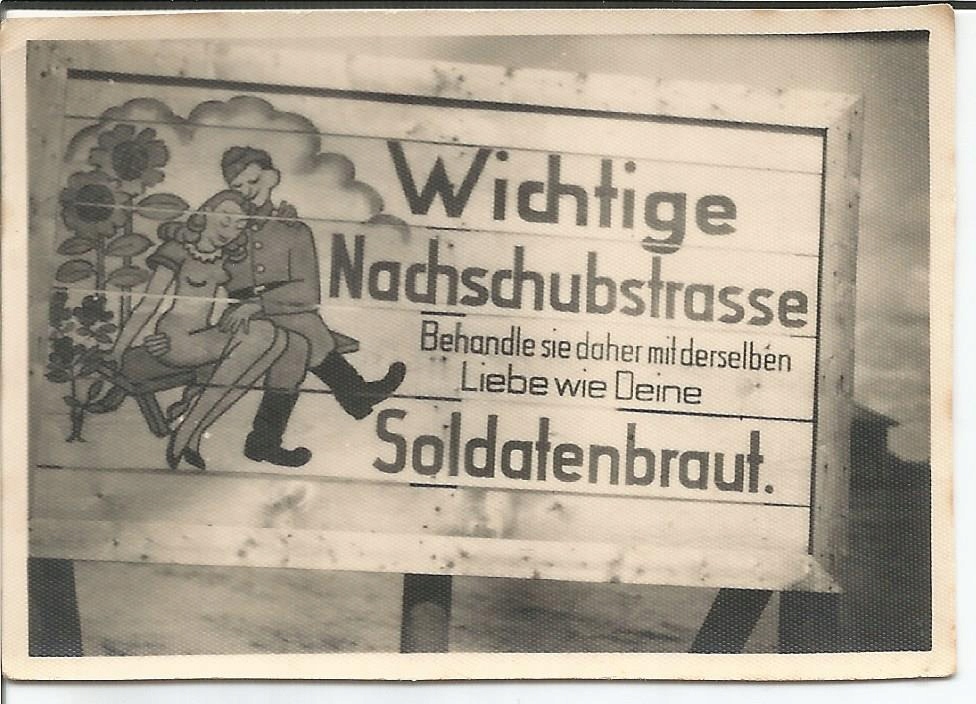 Wichtige
Nachschubstrasse
Behandle sie daher mit derselben
Liebe wie Deine
Soldatenbraut.